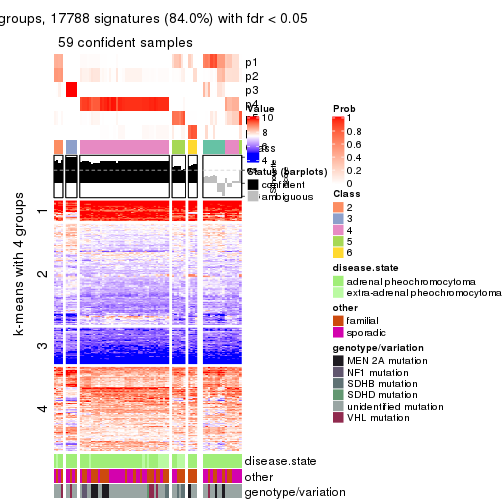 groups, 17788 signatures (84.0%) with fdr < 0.05
59 confident samples
p1
p2
p3
p4
Value
10
8
6
4
Prob
1
0.8
0.6
0.4
0.2
0
Status (barplots)
confident
ambiguous
Class
2
3
4
5
6
disease.state
adrenal pheochromocytoma
extra-adrenal pheochromocytoma
other
familial
sporadic
genotype/variation
MEN 2A mutation
NF1 mutation
SDHB mutation
SDHD mutation
unidentified mutation
VHL mutation
k-means with 4 groups
1
2
3
4
disease.state
other
genotype/variation